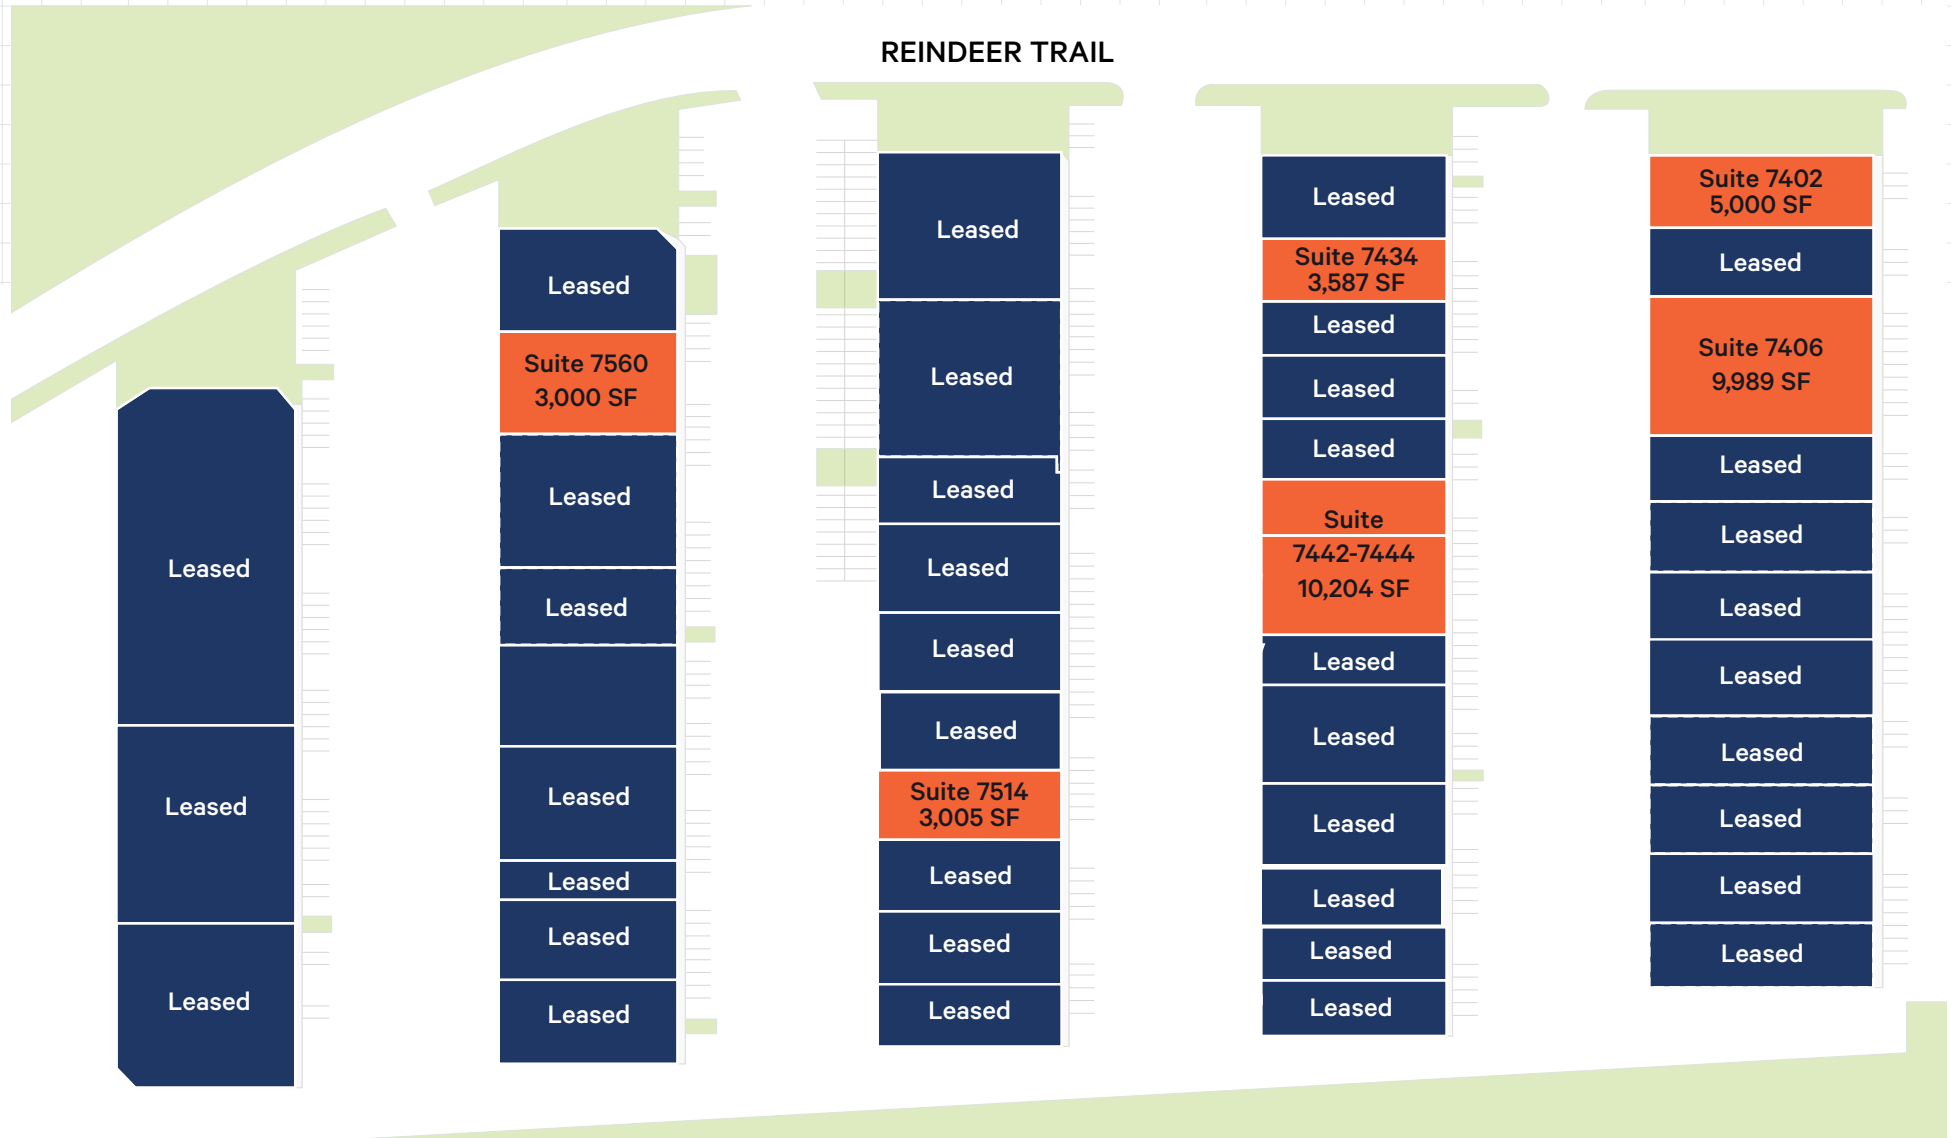 REINDEER TRAIL
Leased
Leased
Leased
Leased
Suite 7560
3,000 SF
Leased
Leased
Leased
Leased
Leased
Leased
Leased
Leased
Leased
Leased
Leased
Leased
Suite 7514
3,005 SF
Leased
Leased
Leased
Leased
Suite 7434
3,587 SF
Leased
Leased
Leased
Suite
7442-7444
10,204 SF
Leased
Leased
Leased
Leased
Leased
Leased
Suite 7402
5,000 SF
Leased
Suite 7406
9,989 SF
Leased
Leased
Leased
Leased
Leased
Leased
Leased
Leased